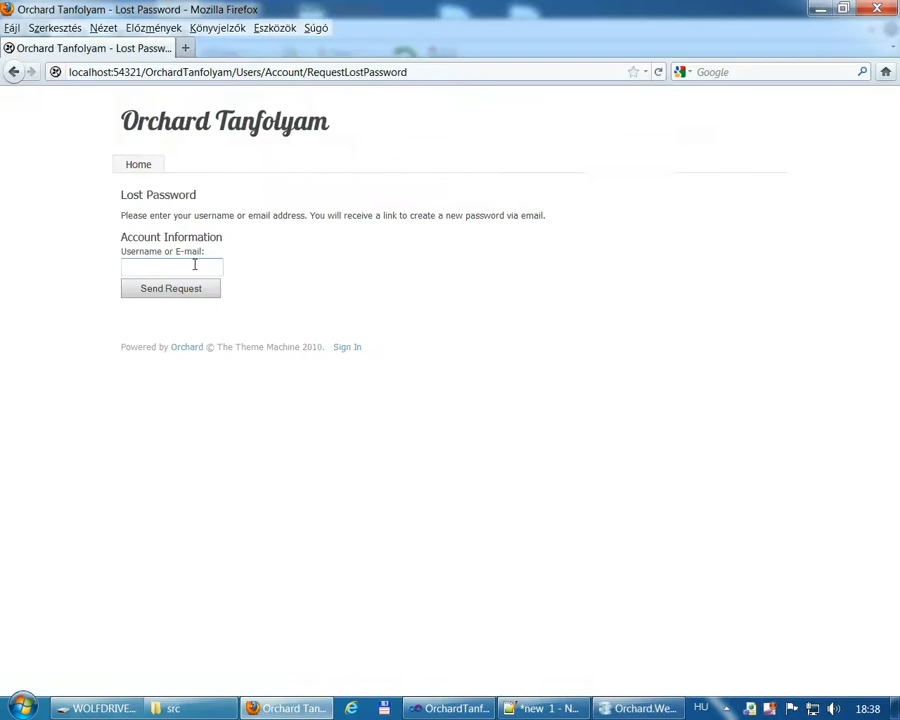 Orchard Tanfolyam - Lost Password - Mozilla Firefox
Fájl Szerkesztés Nézet Előzmények Könyvjelzők Eszközök Súgó
Orchard Tanfolyam - Lost Passw...
localhost:54321/OrchardTanfolyam/Users/Account/RequestLostPassword
Google
Orchard Tanfolyam
Home
Lost Password
Please enter your username or email address. You will receive a link to create a new password via email.
Account Information
Username or E-mail:
Send Request
Powered by Orchard © The Theme Machine 2010. Sign In
WOLFDRIVE... src Orchard Tan... OrchardTanf... *new 1 - N... Orchard.We... HU 18:38